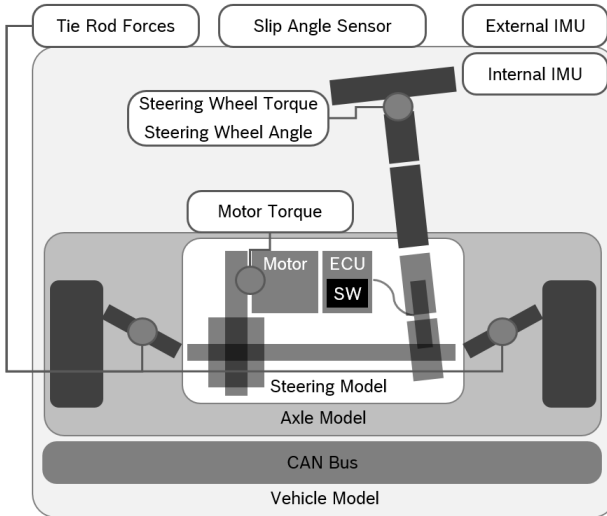 Tie Rod Forces
Slip Angle Sensor
External IMU
Internal IMU
Steering Wheel Torque
Steering Wheel Angle
Motor Torque
Motor
ECU
SW
Steering Model
Axle Model
CAN Bus
Vehicle Model